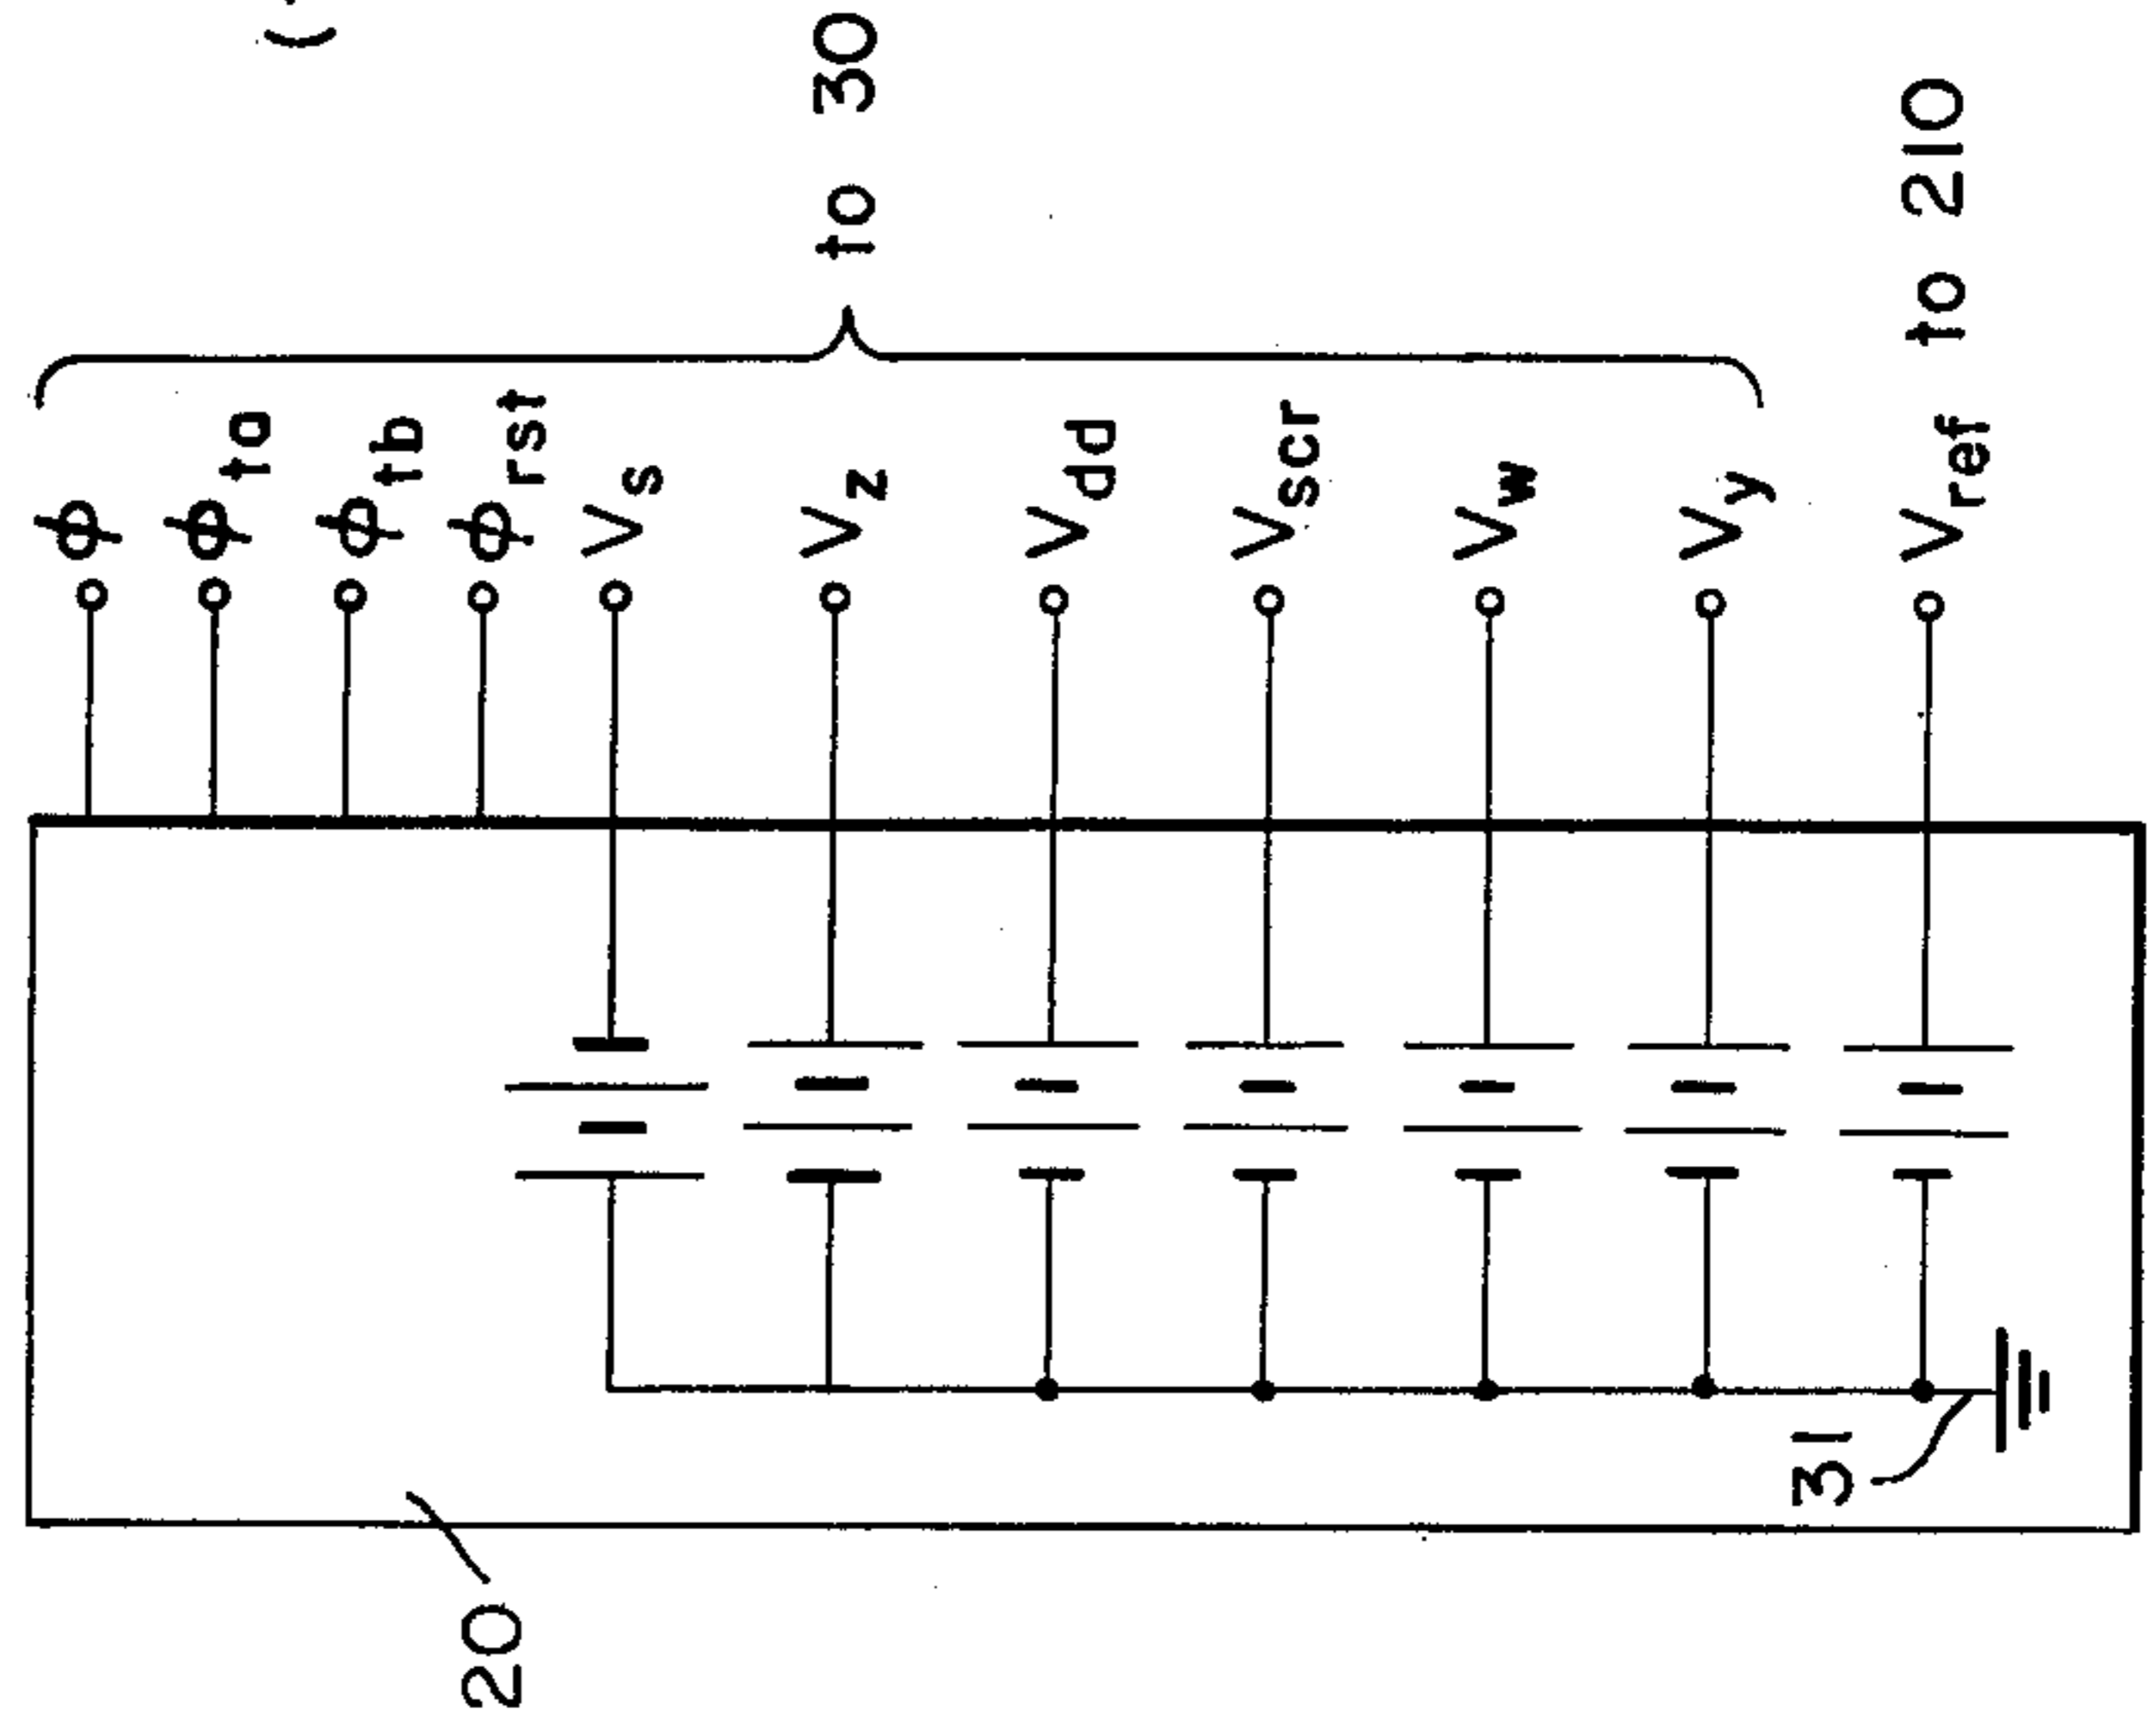 ϕ
ϕta
ϕtb
ϕrst
Vs
Vz
Vdd
Vscr
Vw
Vy
Vref
to 30
to 210
20
31